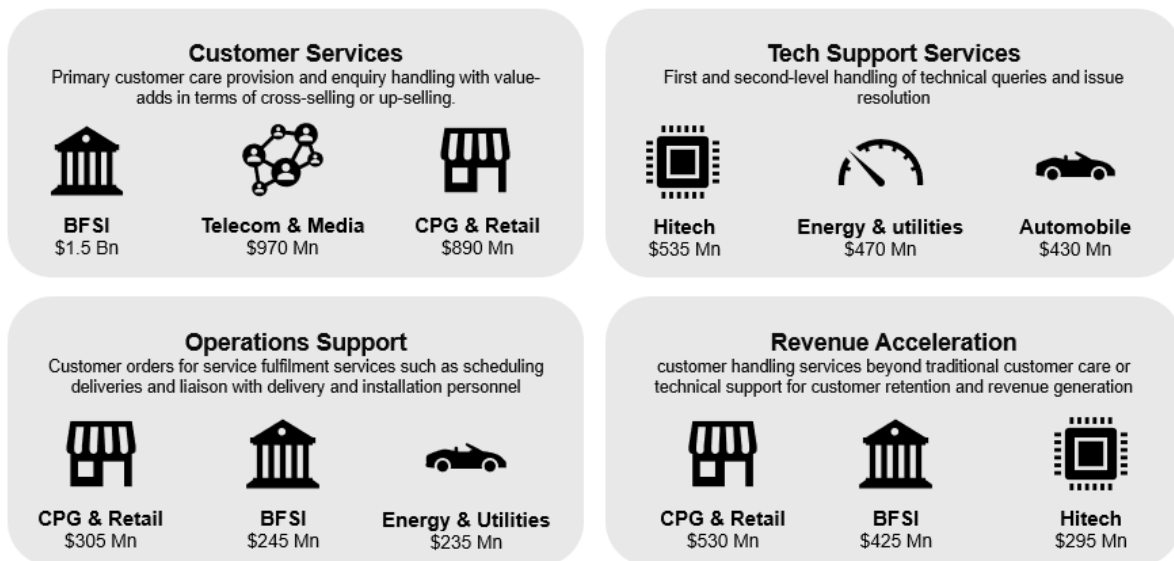 Customer Services
Primary customer care provision and enquiry handling with value-
adds in terms of cross-selling or up-selling.
BFSI
$1.5 Bn
Telecom & Media
$970 Mn
CPG & Retail
$890 Mn
Tech Support Services
First and second-level handling of technical queries and issue
resolution
Hitech
$535 Mn
Energy & utilities
$470 Mn
Automobile
$430 Mn
Operations Support
Customer orders for service fulfilment services such as scheduling
deliveries and liaison with delivery and installation personnel
CPG & Retail
$305 Mn
BFSI
$245 Mn
Energy & Utilities
$235 Mn
Revenue Acceleration
customer handling services beyond traditional customer care or
technical support for customer retention and revenue generation
CPG & Retail
$530 Mn
BFSI
$425 Mn
Hitech
$295 Mn